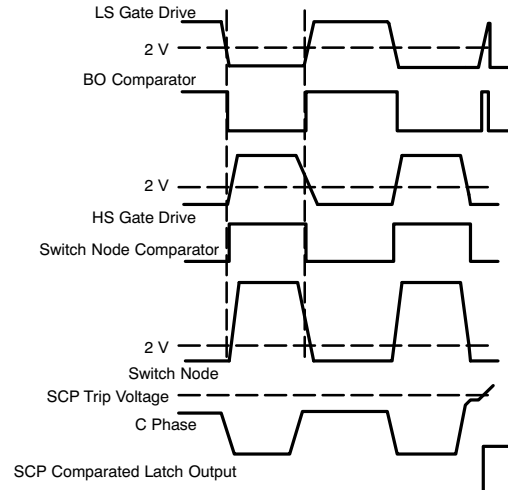 LS Gate Drive
2 V
BO Comparator
2 V
HS Gate Drive
Switch Node Comparator
2 V
Switch Node
SCP Trip Voltage
C Phase
SCP Comparated Latch Output